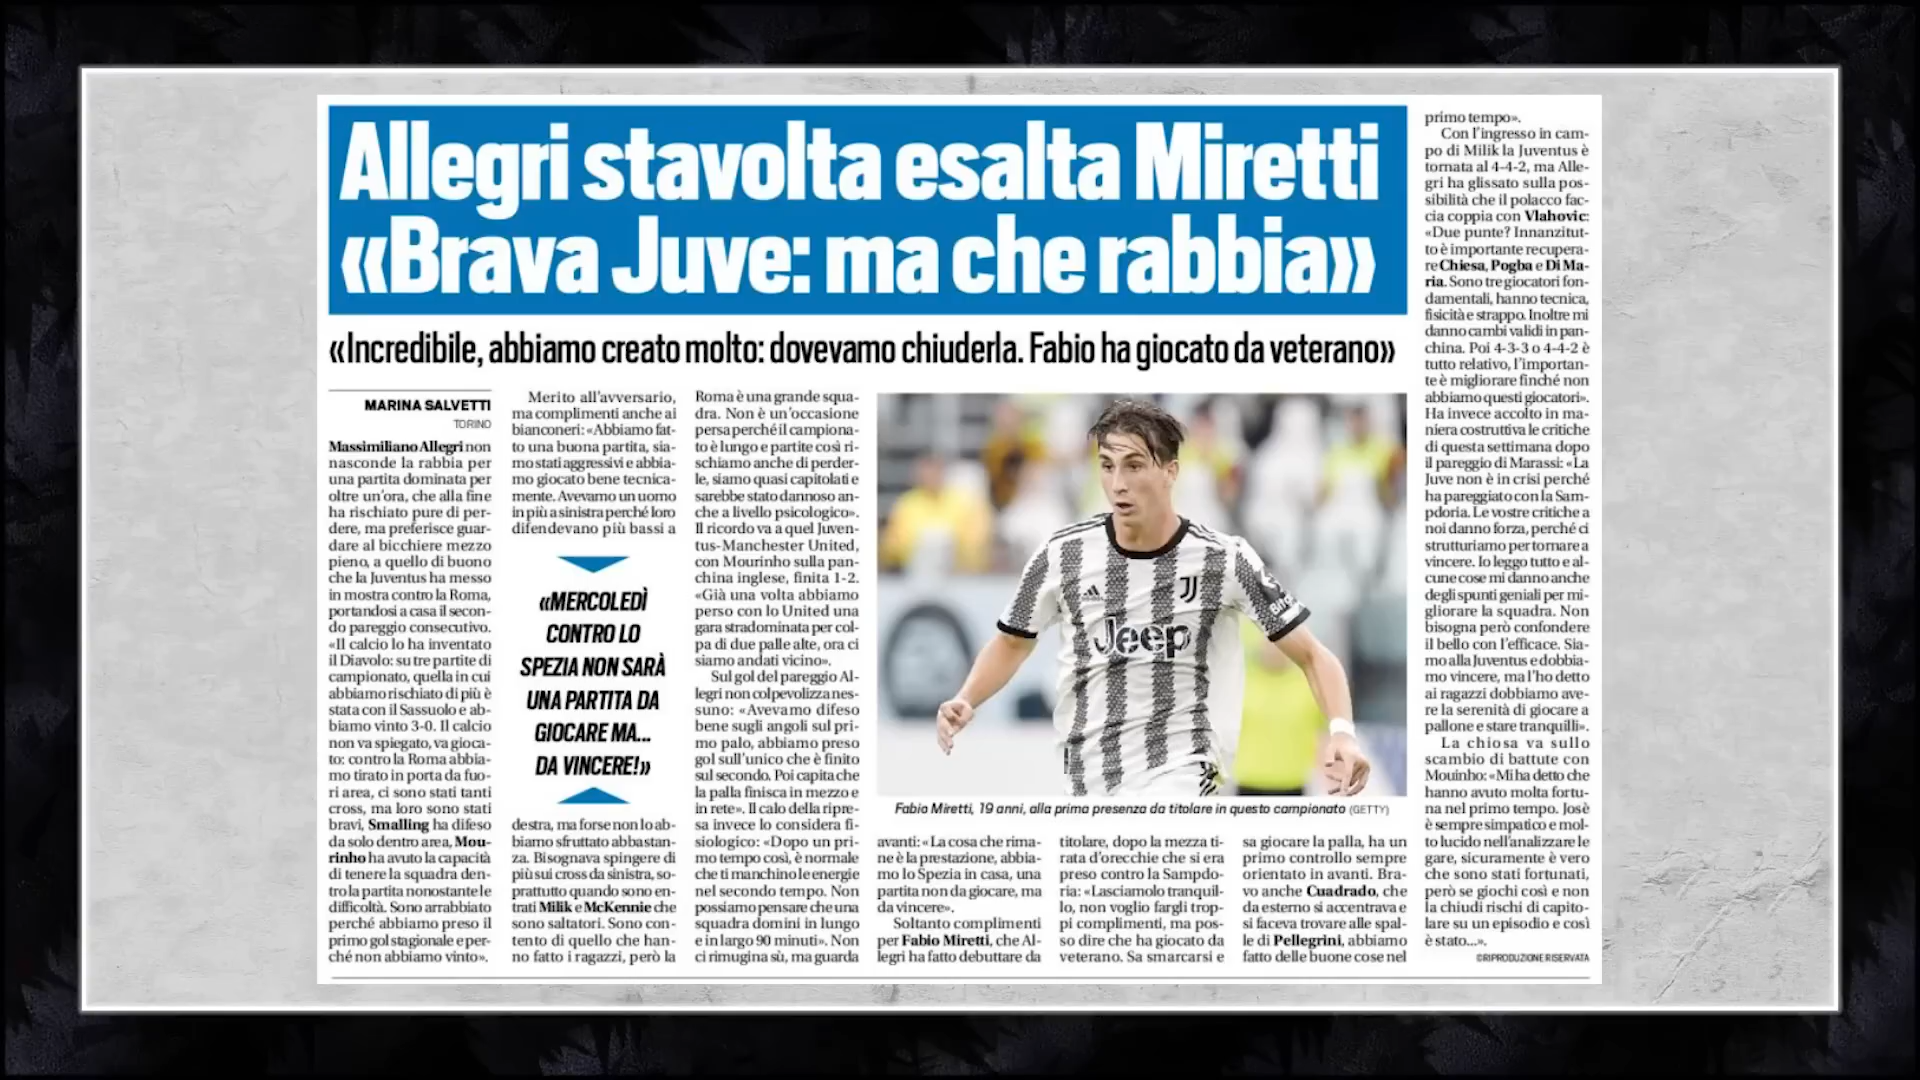 Allegri stavolta esalta Miretti
«Brava Juve: ma che rabbia»
«Incredibile, abbiamo creato molto: dovevamo chiuderla. Fabio ha giocato da veterano»
MARINA SALVETTI
TORINO
Massimiliano Allegri non
nasconde la rabbia per
una partita dominata per
oltre un'ora, che alla fine
ha rischiato pure di per-
dere, ma preferisce guar-
dare al bicchiere mezzo
pieno, a quello di buono
che la Juventus ha messo
in mostra contro la Roma,
portandosi a casa il secon-
do pareggio consecutivo.
«Il calcio lo ha inventato
il Diavolo: su tre partite di
campionato, quella in cui
abbiamo rischiato di più è
stata con il Sassuolo e ab-
biamo vinto 3-0. Il calcio
non va spiegato, va gioca-
to: contro la Roma abbia-
mo tirato in porta da fuo-
ri area, ci sono stati tanti
cross, ma loro sono stati
bravi, Smalling ha difeso
da solo dentro area, Mou-
rinho ha avuto la capacità
di tenere la squadra den-
tro la partita nonostante le
difficoltà. Sono arrabbiato
perché abbiamo preso il
primo gol stagionale e per-
ché non abbiamo vinto».
Merito all'avversario,
ma complimenti anche ai
bianconeri: «Abbiamo fat-
to una buona partita, sia-
mo stati aggressivi e abbia-
mo giocato bene tecnica-
mente. Avevamo un uomo
in più a sinistra perché loro
difendevano più bassi a
«MERCOLEDÌ
CONTRO LO
SPEZIA NON SARÀ
UNA PARTITA DA
GIOCARE MA...
DA VINCERE!»
destra, ma forse non lo ab-
biamo sfruttato abbastan-
za. Bisognava spingere di
più sui cross da sinistra, so-
prattutto quando sono en-
trati Milik e McKennie che
sono saltatori. Sono con-
tento di quello che han-
no fatto i ragazzi, però la
Roma è una grande squa-
dra. Non è un'occasione
persa perché il campiona-
to è lungo e partite così ri-
schiamo anche di perder-
le, siamo quasi capitolati e
sarebbe stato dannoso an-
che a livello psicologico».
Il ricordo va a quel Juven-
tus-Manchester United,
con Mourinho sulla pan-
china inglese, finita 1-2.
«Già una volta abbiamo
perso con lo United una
gara stradominata per col-
pa di due palle alte, ora ci
siamo andati vicino».
Sul gol del pareggio Al-
legri non colpevolizza nes-
suno: «Avevamo difeso
bene sugli angoli sul pri-
mo palo, abbiamo preso
gol sull'unico che è finito
sul secondo. Poi capita che
la palla finisca in mezzo e
in rete». Il calo della ripre-
sa invece lo considera fi-
siologico: «Dopo un pri-
mo tempo così, è normale
che ti manchino le energie
nel secondo tempo. Non
possiamo pensare che una
squadra domini in lungo
e in largo 90 minuti». Non
ci rimugina sù, ma guarda
Jeep
Fabio Miretti, 19 anni, alla prima presenza da titolare in questo campionato (GETTY)
avanti: «La cosa che rima-
ne è la prestazione, abbia-
mo lo Spezia in casa, una
partita non da giocare, ma
da vincere».
Soltanto complimenti
per Fabio Miretti, che Al-
legri ha fatto debuttare da
titolare, dopo la mezza ti-
rata d'orecchie che si era
preso contro la Sampdo-
ria: «Lasciamolo tranquil-
lo, non voglio fargli trop-
pi complimenti, ma pos-
so dire che ha giocato da
veterano. Sa smarcarsi e
sa giocare la palla, ha un
primo controllo sempre
orientato in avanti. Bra-
vo anche Cuadrado, che
da esterno si accentrava e
si faceva trovare alle spal-
le di Pellegrini, abbiamo
fatto delle buone cose nel
primo tempo».
Con l'ingresso in cam-
po di Milik la Juventus è
tornata al 4-4-2, ma Alle-
gri ha glissato sulla pos-
sibilità che il polacco fac-
cia coppia con Vlahovic:
«Due punte? Innanzitut-
to è importante recupera-
re Chiesa, Pogba e Di Ma-
ria. Sono tre giocatori fon-
damentali, hanno tecnica,
fisicità e strappo. Inoltre mi
danno cambi validi in pan-
china. Poi 4-3-3 o 4-4-2 è
tutto relativo, l'importan-
te è migliorare finché non
abbiamo questi giocatori».
Ha invece accolto in ma-
niera costruttiva le critiche
di questa settimana dopo
il pareggio di Marassi: «La
Juve non è in crisi perché
ha pareggiato con la Sam-
pdoria. Le vostre critiche a
noi danno forza, perché ci
strutturiamo per tornare a
vincere. Io leggo tutto e al-
cune cose mi danno anche
degli spunti geniali per mi-
gliorare la squadra. Non
bisogna però confondere
il bello con l'efficace. Sia-
mo alla Juventus e dobbia-
mo vincere, ma l'ho detto
ai ragazzi dobbiamo ave-
re la serenità di giocare a
pallone e stare tranquilli».
La chiosa va sullo
scambio di battute con
Mouinho: «Mi ha detto che
hanno avuto molta fortu-
na nel primo tempo. Josè
è sempre simpatico e mol-
to lucido nell'analizzare le
gare, sicuramente è vero
che sono stati fortunati,
però se giochi così e non
la chiudi rischi di capito-
lare su un episodio e così
è stato...».
©RIPRODUZIONE RISERVATA